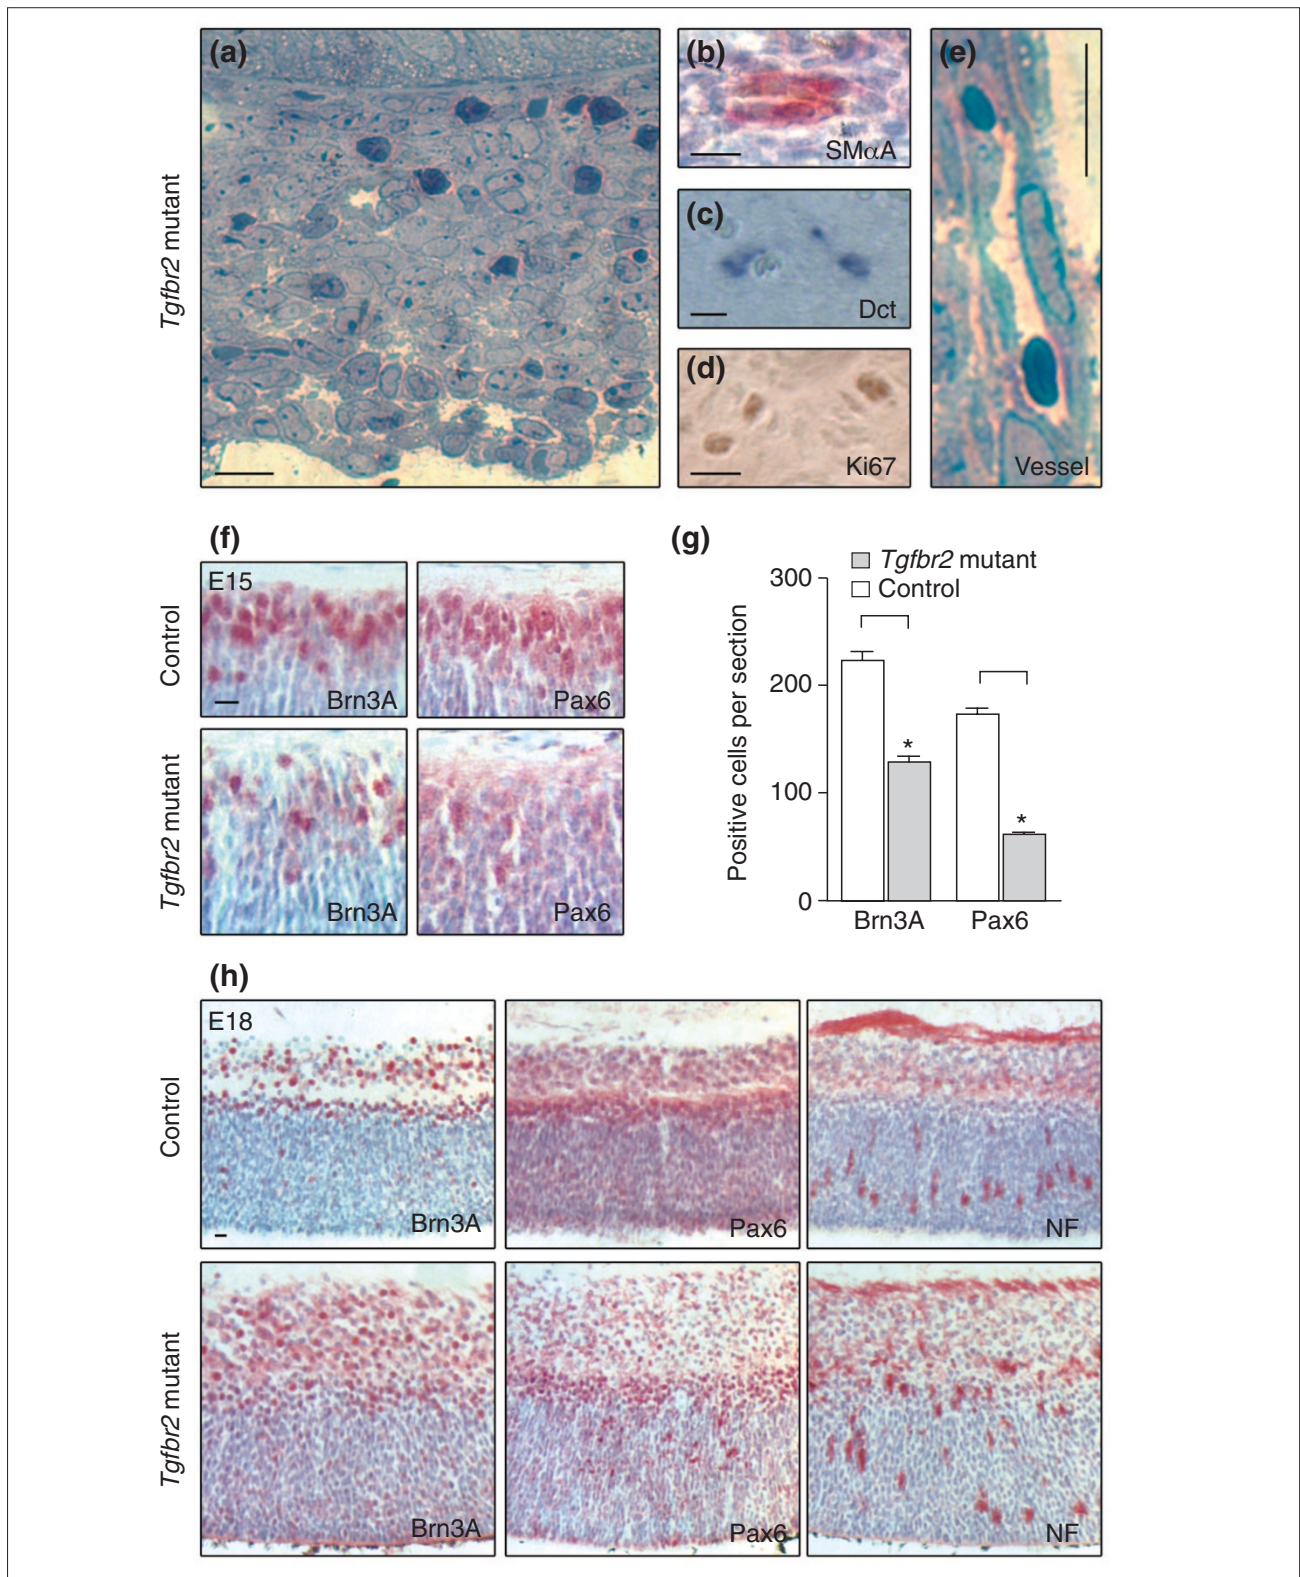 (a)
(b)
(e)
SMαA
(c)
Dct
(d)
Ki67
Vessel
Tgfbr2 mutant
(f)
(g)
E15
Brn3A
Pax6
Control
Brn3A
Pax6
Tgfbr2 mutant
Tgfbr2 mutant
Control
300
200
100
0
Positive cells per section
*
*
Brn3A
Pax6
(h)
E18
Control
Brn3A
Pax6
NF
Tgfbr2 mutant
Brn3A
Pax6
NF